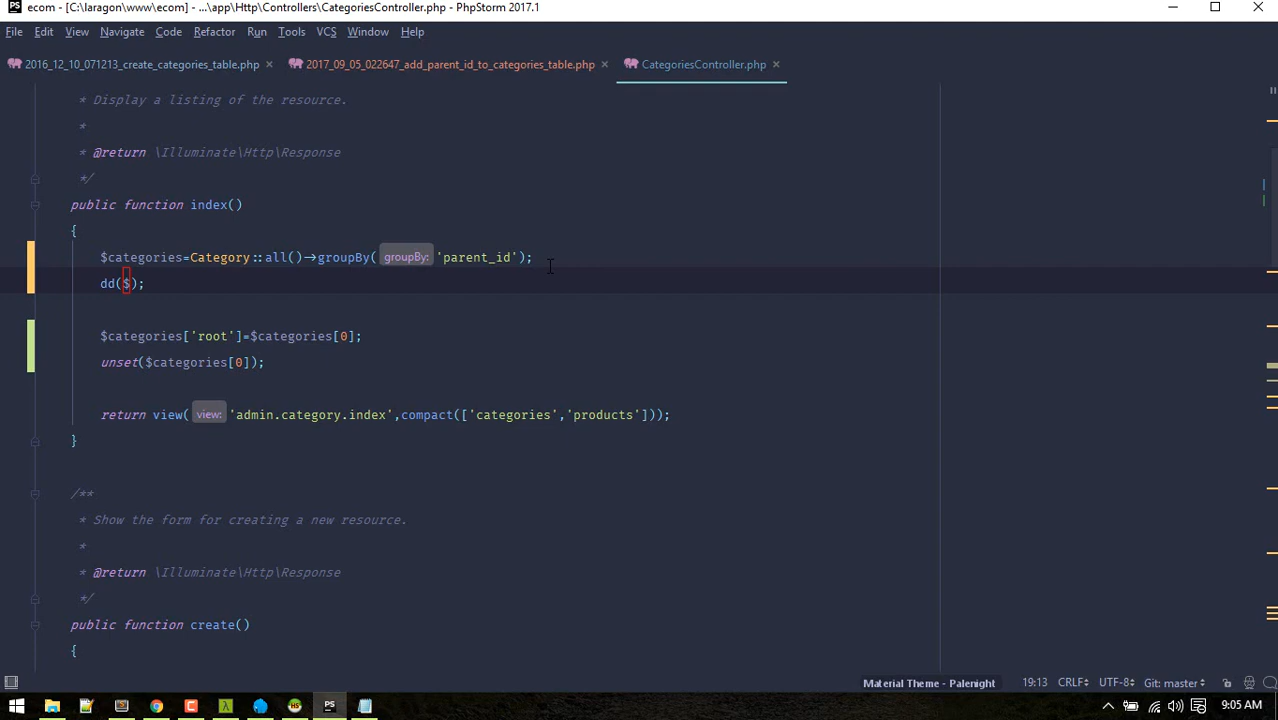 PS ecom - [C:\laragon\www\ecom] - ...\app\Http\Controllers\CategoriesController.php - PhpStorm 2017.1
File Edit View Navigate Code Refactor Run Tools VCS Window Help
2016_12_10_071213_create_categories_table.php 2017_09_05_022647_add_parent_id_to_categories_table.php CategoriesController.php
* Display a listing of the resource.
*
* @return \Illuminate\Http\Response
*/
public function index()
{
$categories=Category::all()->groupBy( groupBy: 'parent_id');
dd($);
$categories['root']=$categories[0];
unset($categories[0]);
return view( view: 'admin.category.index',compact(['categories','products']));
}
/**
* Show the form for creating a new resource.
*
* @return \Illuminate\Http\Response
*/
public function create()
{
Material Theme - Palenight 19:13 CRLF UTF-8 Git: master
HS PS 9:05 AM